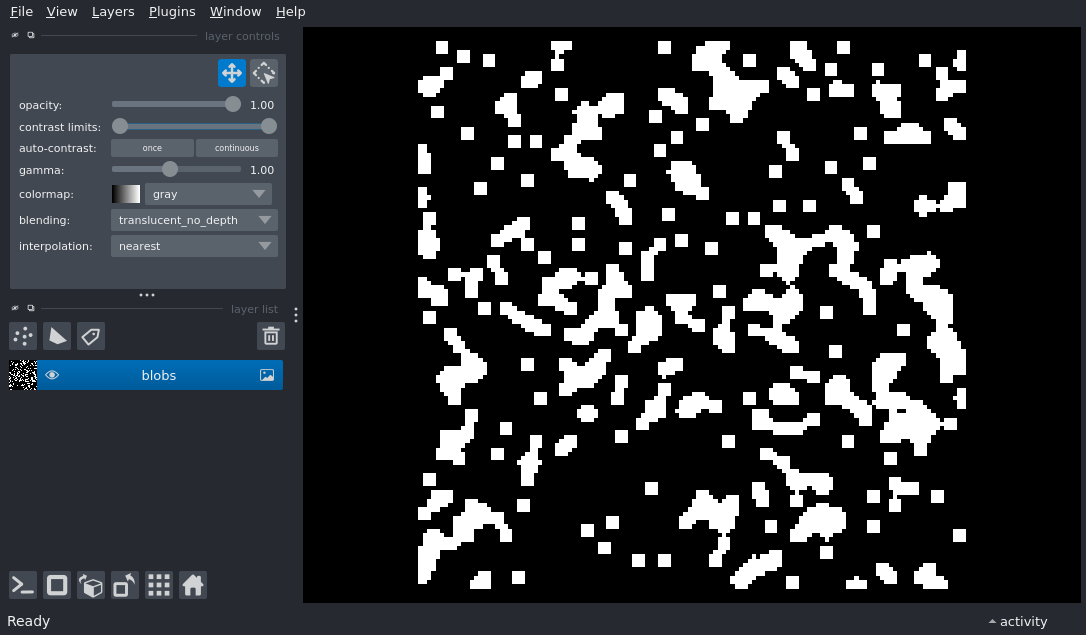 File View Layers Plugins Window Help
layer controls
opacity: 1.00
contrast limits:
auto-contrast: once continuous
gamma: 1.00
colormap: gray
blending: translucent_no_depth
interpolation: nearest
layer list
blobs
Ready
activity